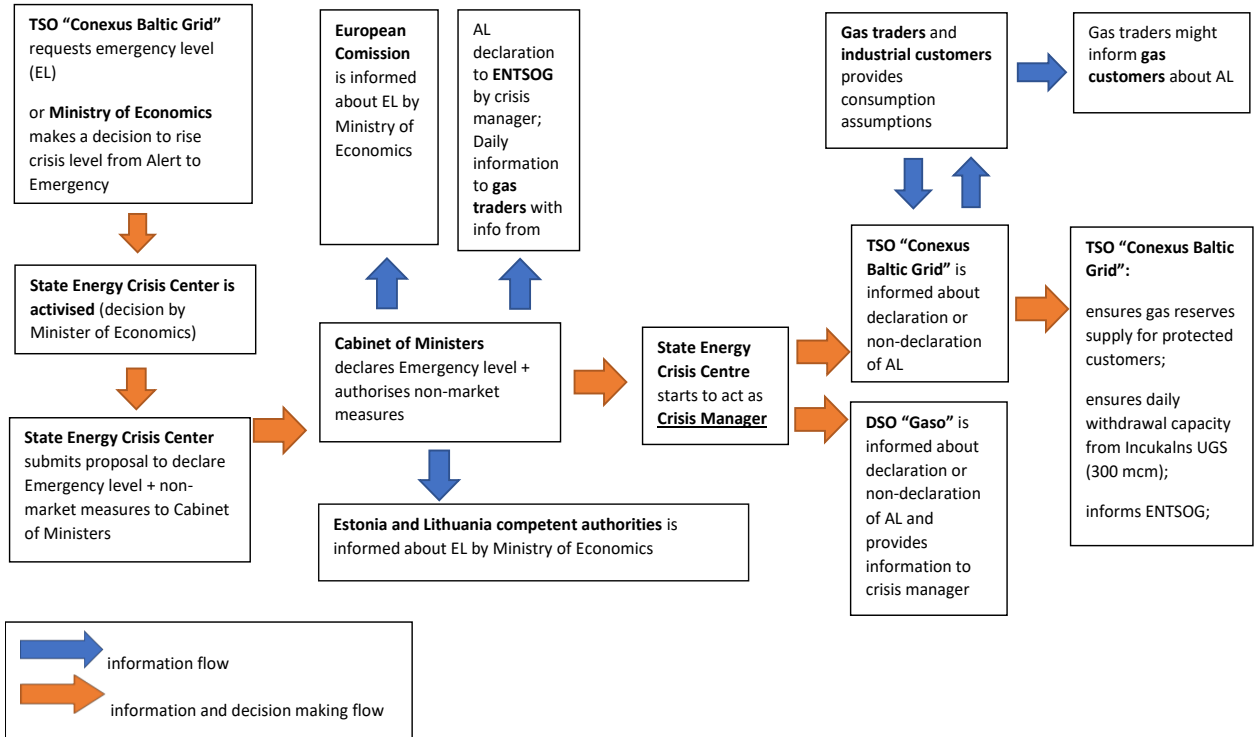 TSO “Conexus Baltic Grid”
requests emergency level
(EL)
or Ministry of Economics
makes a decision to rise
crisis level from Alert to
Emergency
State Energy Crisis Center is
activised (decision by
Minister of Economics)
State Energy Crisis Center
submits proposal to declare
Emergency level + non-
market measures to Cabinet
of Ministers
European
Comission
is informed
about EL by
Ministry of
Economics
AL
declaration
to ENTSOG
by crisis
manager;
Daily
information
to gas
traders with
info from
Cabinet of Ministers
declares Emergency level +
authorises non-market
measures
Estonia and Lithuania competent authorities is
informed about EL by Ministry of Economics
State Energy
Crisis Centre
starts to act as
Crisis Manager
Gas traders and
industrial customers
provides
consumption
assumptions
Gas traders might
inform gas
customers about AL
TSO “Conexus
Baltic Grid” is
informed about
declaration or
non-declaration
of AL
DSO “Gaso” is
informed about
declaration or
non-declaration
of AL and
provides
information to
crisis manager
TSO “Conexus Baltic
Grid”:
ensures gas reserves
supply for protected
customers;
ensures daily
withdrawal capacity
from Incukalns UGS
(300 mcm);
informs ENTSOG;
information flow
information and decision making flow